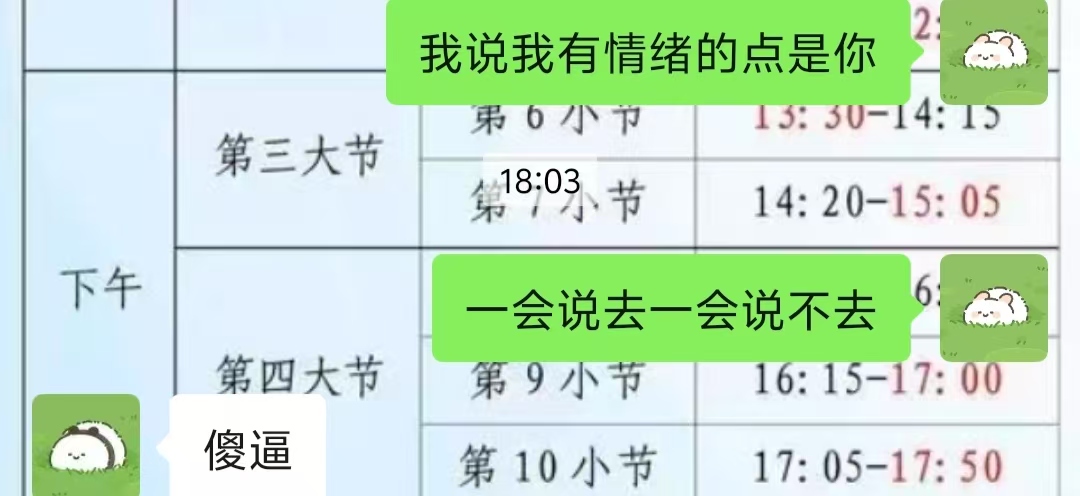 2:
我说我有情绪的点是你
第 6 小节
13: 30-14: 15
第三大节
18:03
第 7 小节
14: 20-15: 05
下午
一会说去一会说不去
6:
第四大节
第 9 小节
16: 15-17: 00
傻逼
第 10 小节
17: 05-17: 50